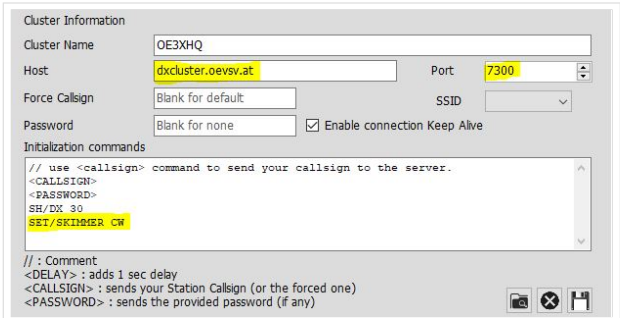 Cluster Information
Cluster Name OE3XHQ
Host dxcluster.oevsv.at Port 7300
Force Callsign Blank for default SSID
Password Blank for none Enable connection Keep Alive
Initialization commands
// use <callsign> command to send your callsign to the server.
<CALLSIGN>
<PASSWORD>
SH/DX 30
SET/SKIMMER CW
// : Comment
<DELAY> : adds 1 sec delay
<CALLSIGN> : sends your Station Callsign (or the forced one)
<PASSWORD> : sends the provided password (if any)